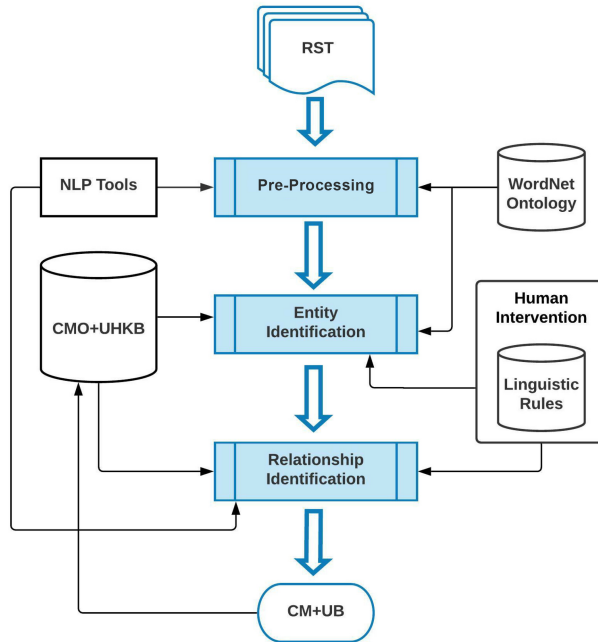 RST
NLP Tools
Pre-Processing
WordNet
Ontology
CMO+UHKB
Entity
Identification
Human
Intervention
Linguistic
Rules
Relationship
Identification
CM+UB